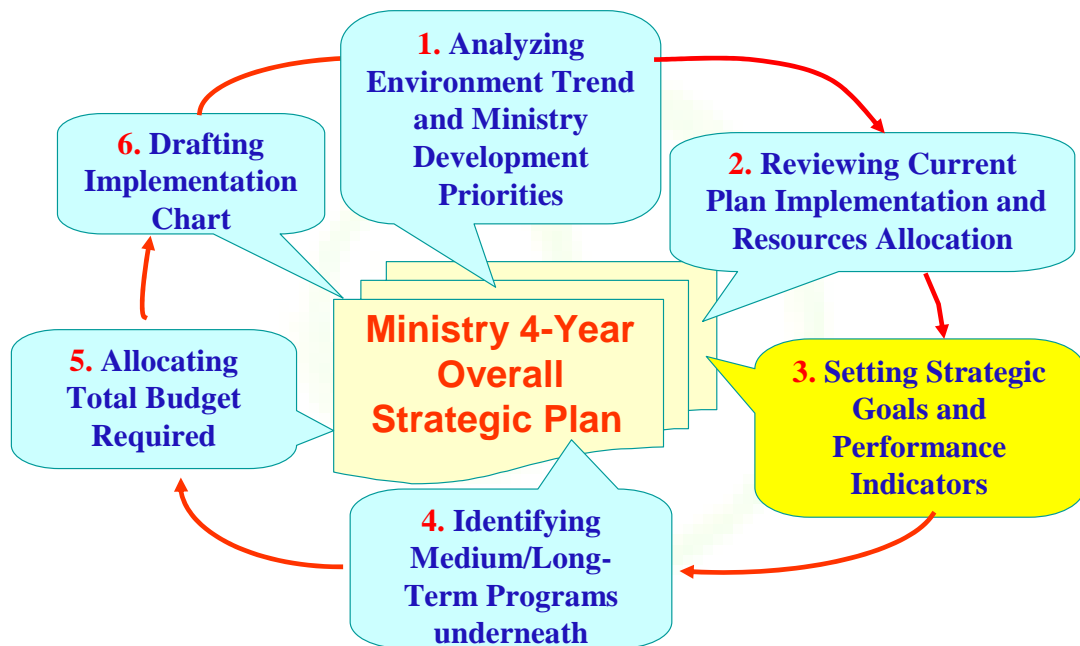 1. Analyzing
Environment Trend
and Ministry
Development
Priorities
2. Reviewing Current
Plan Implementation and
Resources Allocation
3. Setting Strategic
Goals and
Performance
Indicators
4. Identifying
Medium/Long-
Term Programs
underneath
5. Allocating
Total Budget
Required
6. Drafting
Implementation
Chart
Ministry 4-Year
Overall
Strategic Plan